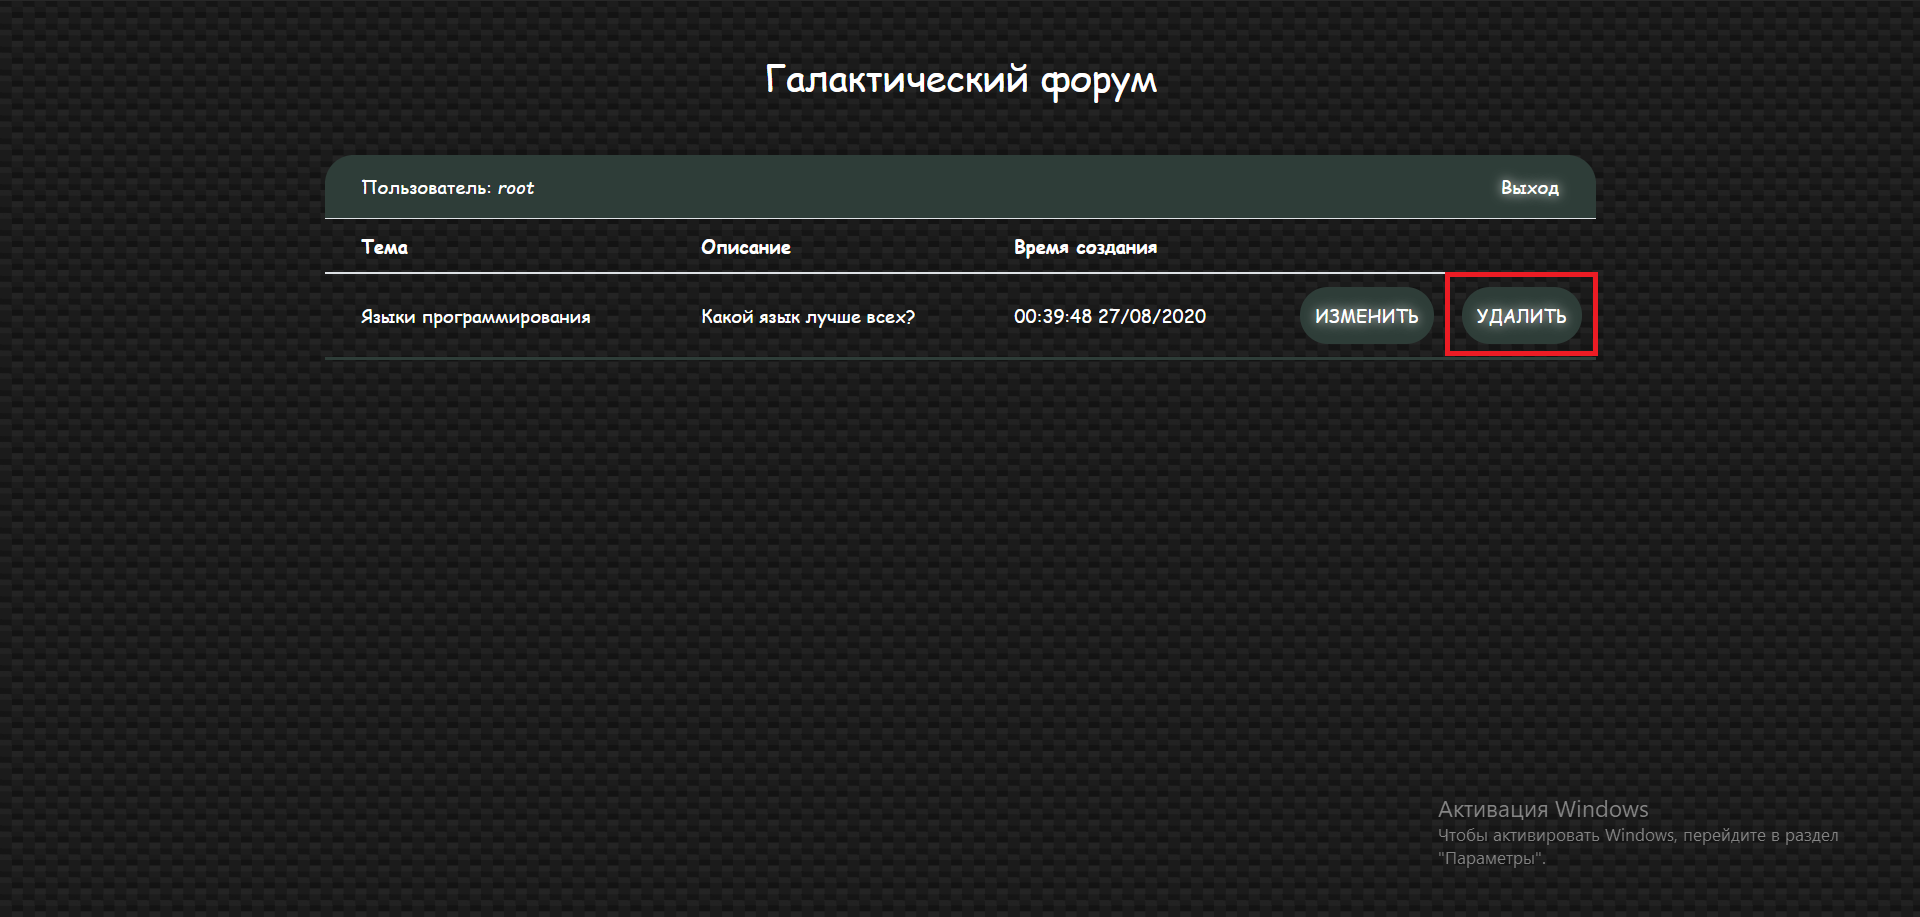 Галактический форум
Пользователь: root Выход
Тема Описание Время создания
Языки программирования Какой язык лучше всех? 00:39:48 27/08/2020 ИЗМЕНИТЬ УДАЛИТЬ
Активация Windows
Чтобы активировать Windows, перейдите в раздел
"Параметры".